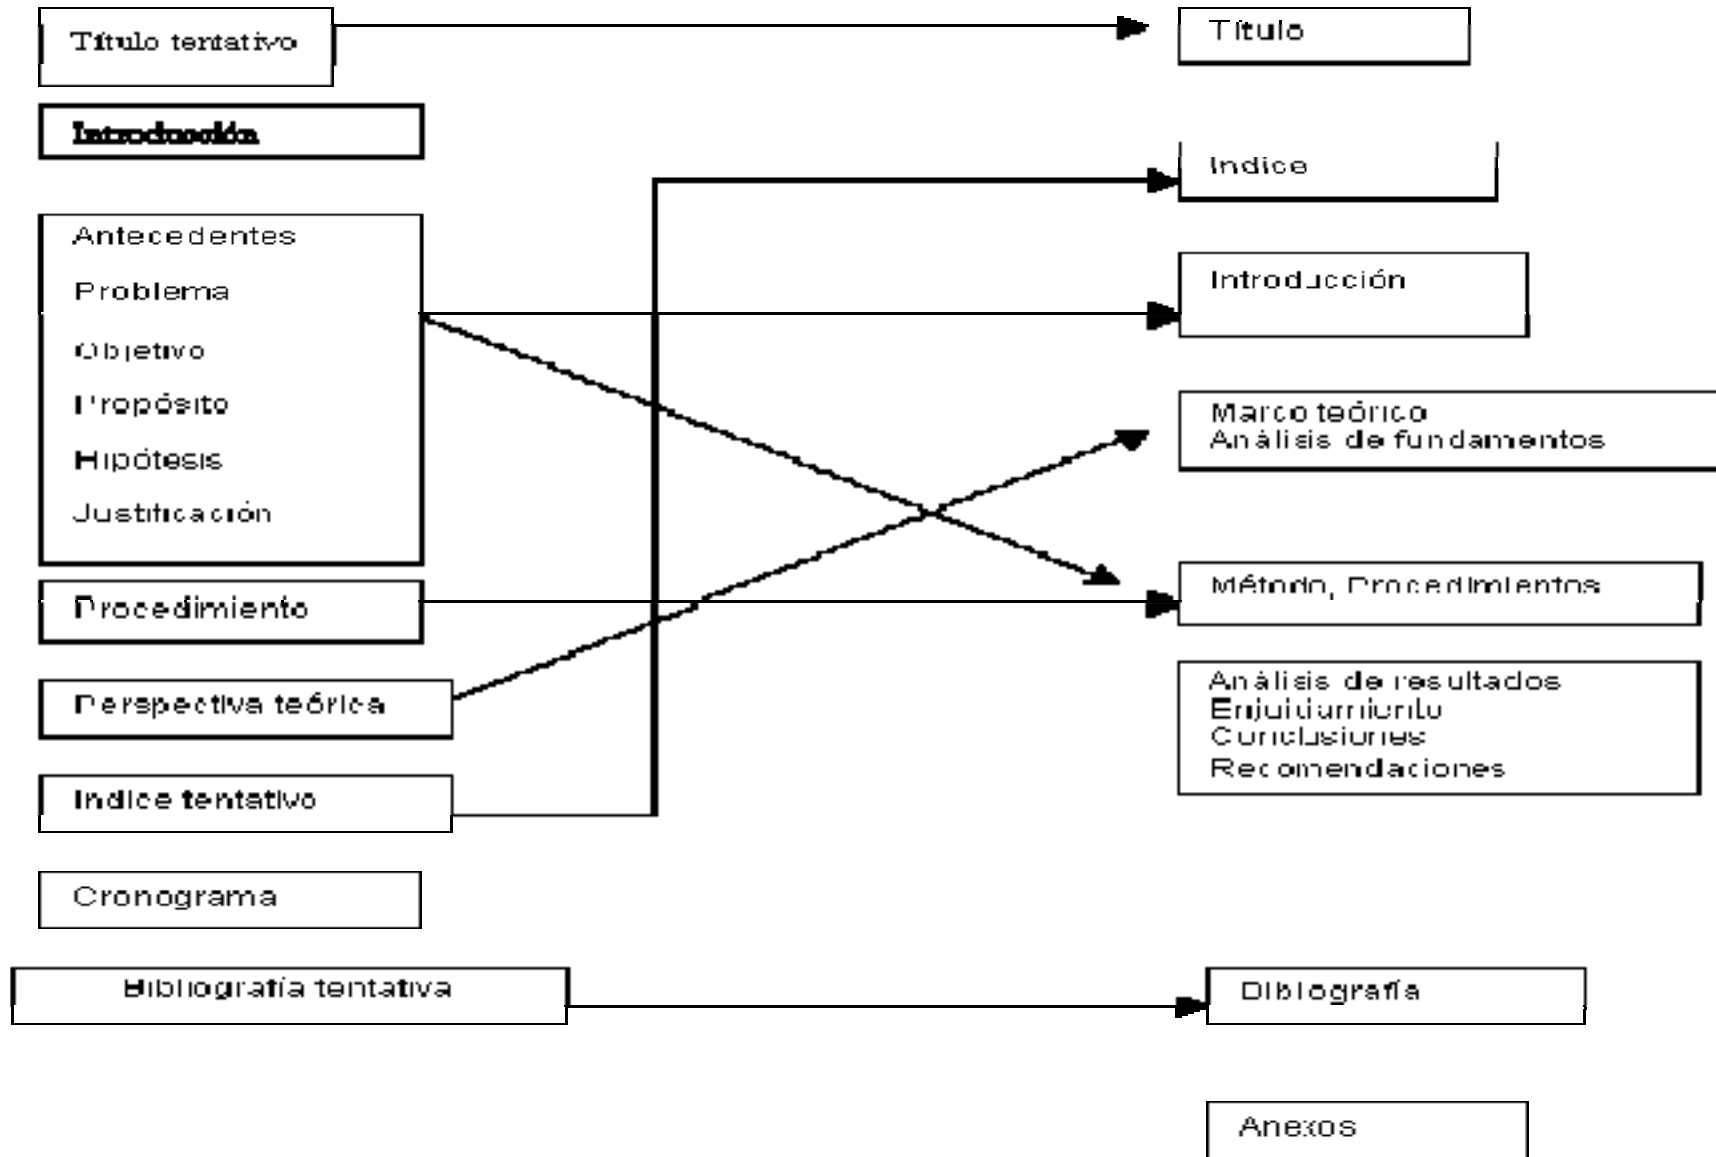 Título tentativo
Introducción
Antecedentes
Problema
Objetivo
Propósito
Hipótesis
Justificación
Procedimiento
Perspectiva teórica
Indice tentativo
Cronograma
Bibliografía tentativa
Título
Indice
Introducción
Marco teórico
Análisis de fundamentos
Método, Procedimientos
Análisis de resultados
Enjuiciamiento
Conclusiones
Recomendaciones
Bibliografía
Anexos